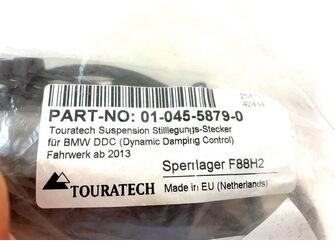 PART-NO: 01-045-5879-0
Touratech Suspension Stilllegungs-Stecker
für BMW DDC (Dynamic Damping Control)
Fahrwerk ab 2013
Sperrlager F88H2
TOURATECH
Made in EU (Netherlands)